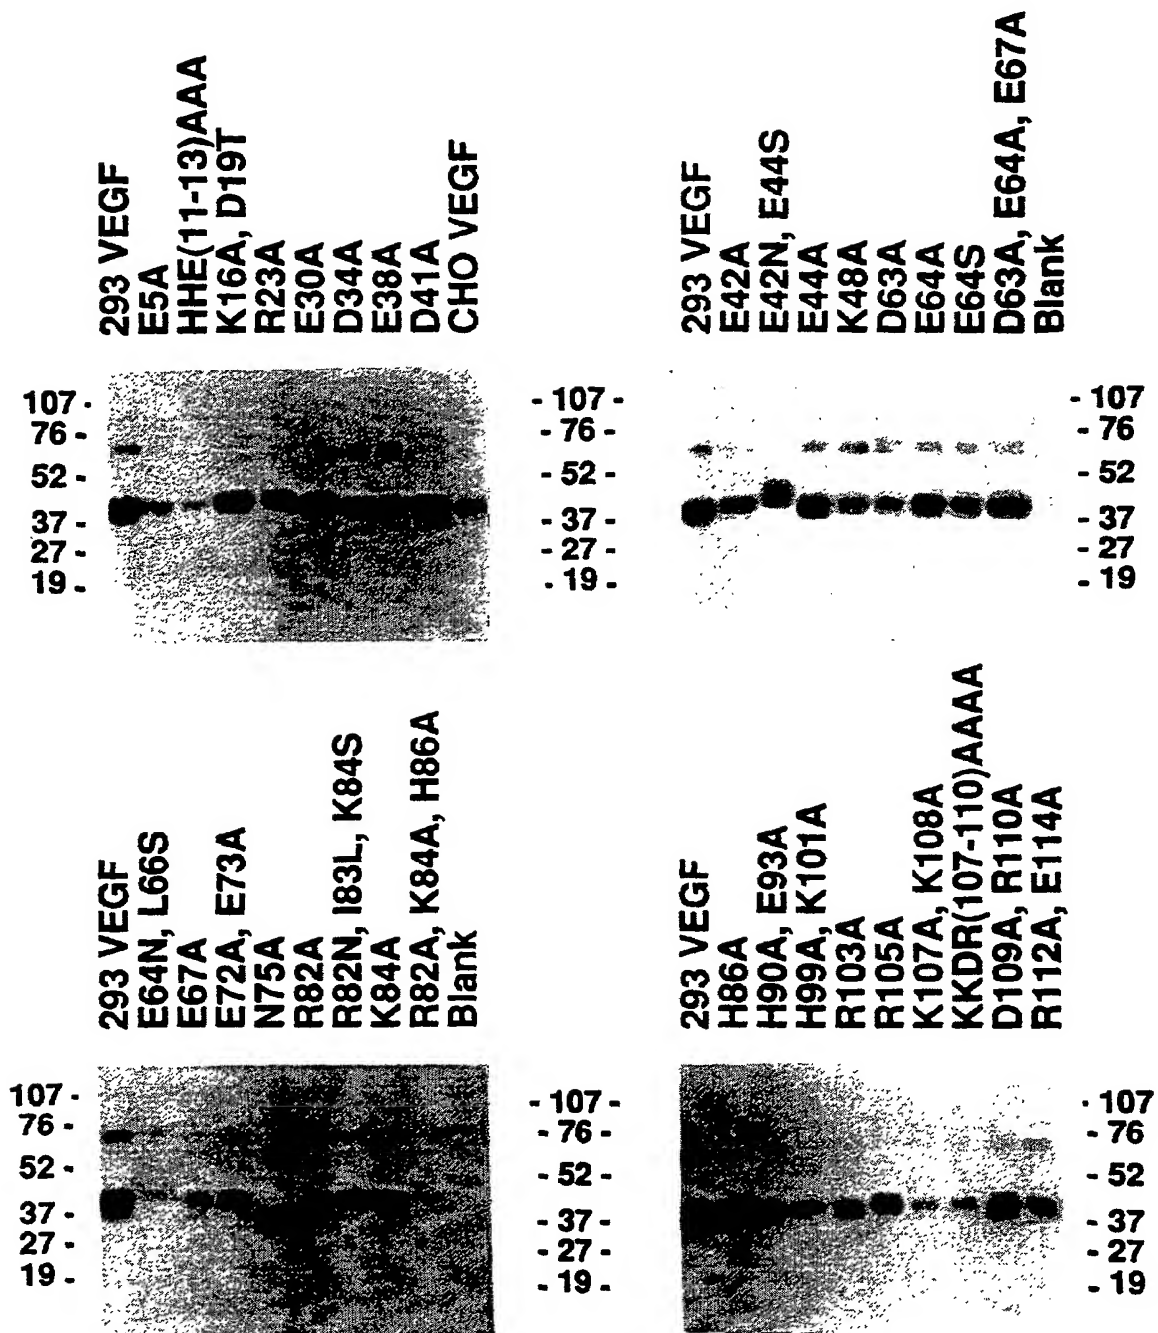 293 VEGF
E5A
HHE(11-13)AAA
K16A, D19T
R23A
E30A
D34A
E38A
D41A
CHO VEGF
107 -
76 -
52 -
37 -
27 -
19 -
293 VEGF
E42A
E42N, E44S
E44A
K48A
D63A
E64A
E64S
D63A, E64A, E67A
Blank
- 107 -
- 76 -
- 52 -
- 37 -
- 27 -
- 19 -
- 107
- 76
- 52
- 37
- 27
- 19
293 VEGF
E64N, L66S
E67A
E72A, E73A
N75A
R82A
R82N, I83L, K84S
K84A
R82A, K84A, H86A
Blank
107 -
76 -
52 -
37 -
27 -
19 -
293 VEGF
H86A
H90A, E93A
H99A, K101A
R103A
R105A
K107A, K108A
KKDR(107-110)AAAA
D109A, R110A
R112A, E114A
- 107 -
- 76 -
- 52 -
- 37 -
- 27 -
- 19 -
- 107
- 76
- 52
- 37
- 27
- 19